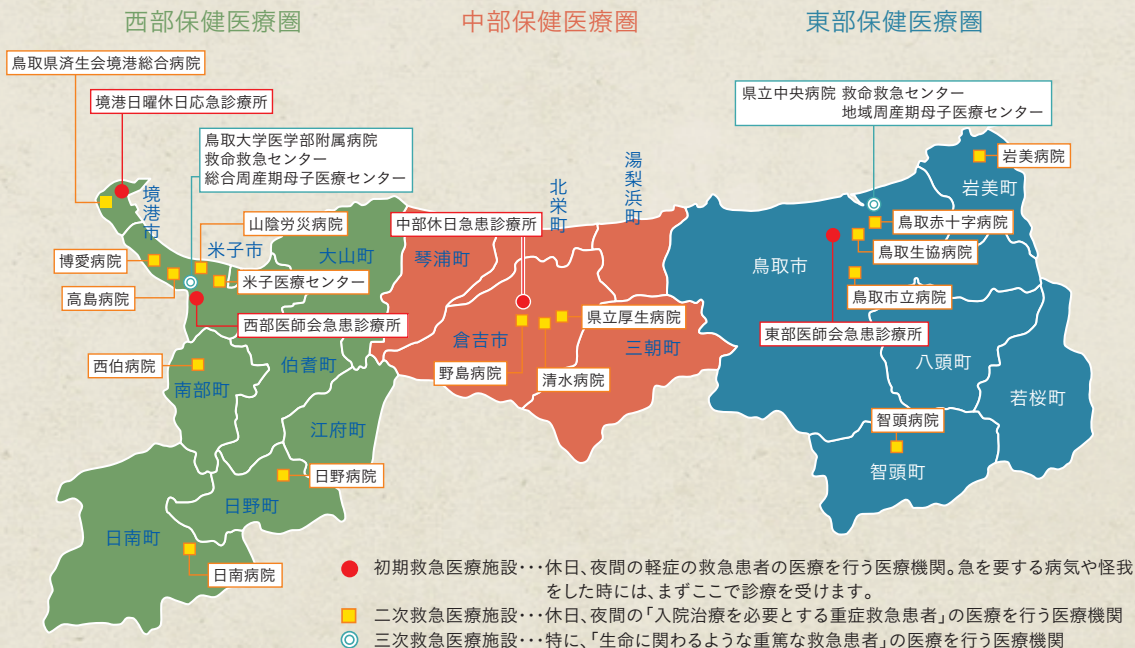 西部保健医療圏
中部保健医療圏
東部保健医療圏
鳥取県済生会境港総合病院
境港日曜休日応急診療所
鳥取大学医学部附属病院
救命救急センター
総合周産期母子医療センター
県立中央病院 救命救急センター
地域周産期母子医療センター
岩美病院
岩美町
湯梨浜町
北栄町
境港市
山陰労災病院
米子市
大山町
中部休日急患診療所
琴浦町
鳥取赤十字病院
鳥取生協病院
鳥取市
博愛病院
高島病院
米子医療センター
鳥取市立病院
西部医師会急患診療所
県立厚生病院
倉吉市
三朝町
東部医師会急患診療所
西伯病院
南部町
伯耆町
野島病院
清水病院
八頭町
若桜町
江府町
智頭病院
智頭町
日野病院
日野町
日南町
日南病院
初期救急医療施設･･･休日、夜間の軽症の救急患者の医療を行う医療機関。急を要する病気や怪我
をした時には、まずここで診療を受けます。
二次救急医療施設･･･休日、夜間の「入院治療を必要とする重症救急患者」の医療を行う医療機関
三次救急医療施設･･･特に、「生命に関わるような重篤な救急患者」の医療を行う医療機関